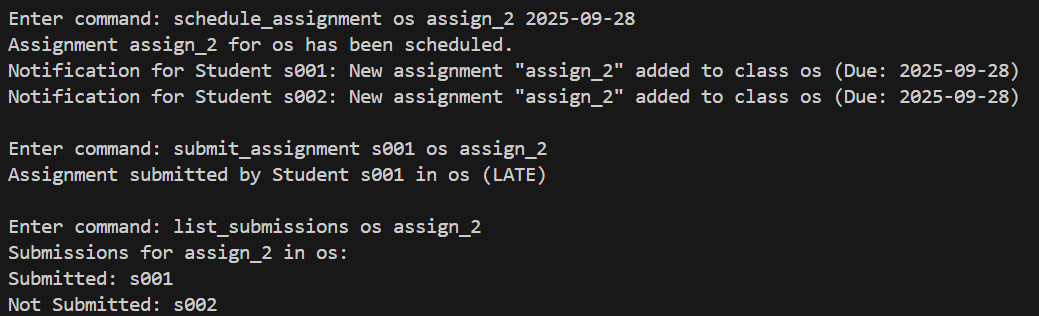 Enter command: schedule_assignment os assign_2 2025-09-28
Assignment assign_2 for os has been scheduled.
Notification for Student s001: New assignment "assign_2" added to class os (Due: 2025-09-28)
Notification for Student s002: New assignment "assign_2" added to class os (Due: 2025-09-28)
Enter command: submit_assignment s001 os assign_2
Assignment submitted by Student s001 in os (LATE)
Enter command: list_submissions os assign_2
Submissions for assign_2 in os:
Submitted: s001
Not Submitted: s002